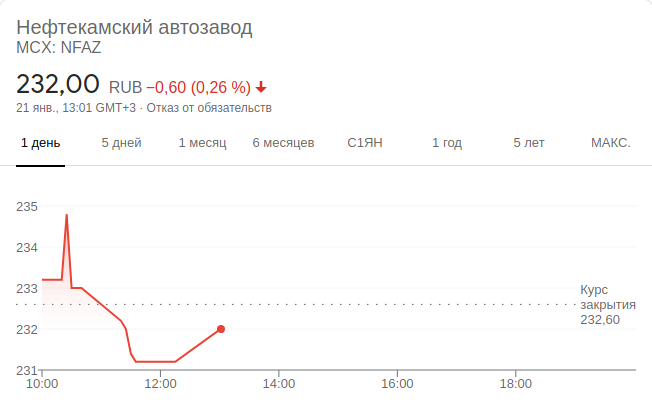 Нефтекамский автозавод
MCX: NFAZ
232,00 RUB −0,60 (0,26 %)
21 янв., 13:01 GMT+3 · Отказ от обязательств
1 день 5 дней 1 месяц 6 месяцев С1ЯН 1 год 5 лет МАКС.
235
234
233
232
231
Курс
закрытия
232,60
10:00 12:00 14:00 16:00 18:00